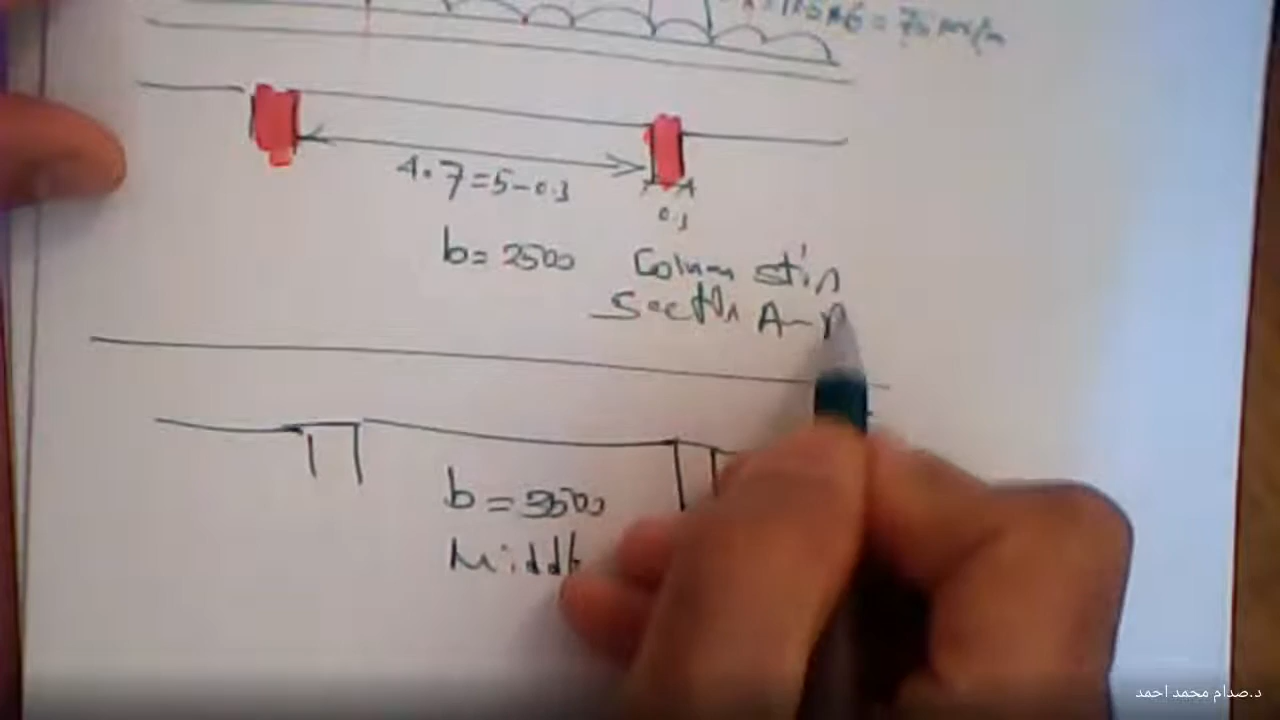 4.7=5-0.3
0.3
b= 2500 Column strip
Section A-
b=3500
Middle
د.صدام محمد احمد